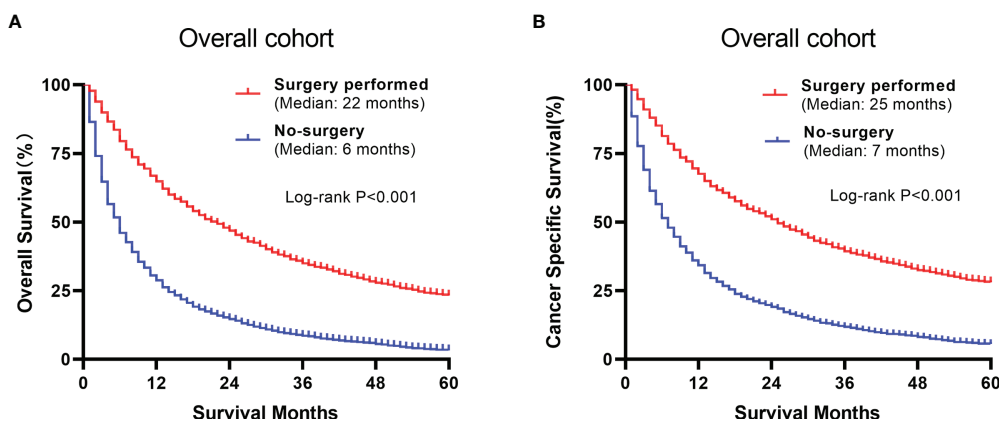 A
Overall cohort
Surgery performed
(Median: 22 months)
No-surgery
(Median: 6 months)
Log-rank P<0.001
Overall Survival(%)
100
75
50
25
0
0 12 24 36 48 60
Survival Months
B
Overall cohort
Surgery performed
(Median: 25 months)
No-surgery
(Median: 7 months)
Log-rank P<0.001
Cancer Specific Survival(%)
100
75
50
25
0
0 12 24 36 48 60
Survival Months